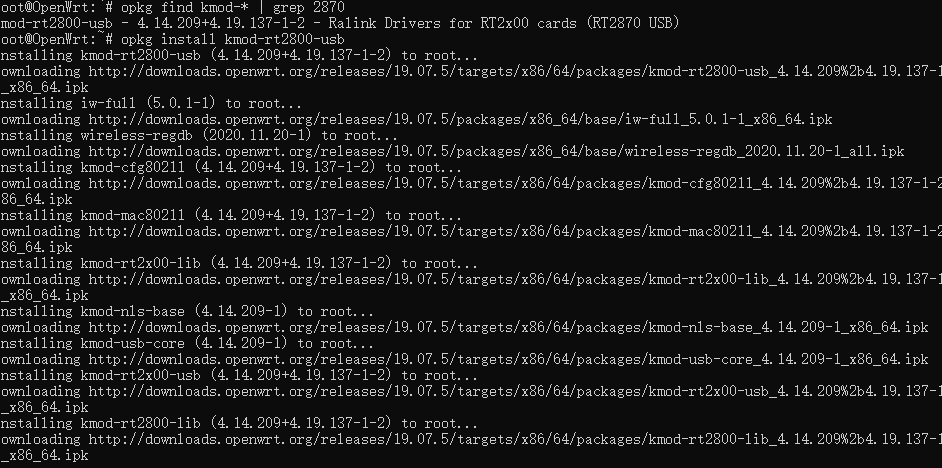 oot@OpenWrt:~# opkg find kmod-* | grep 2870
mod-rt2800-usb - 4.14.209+4.19.137-1-2 - Ralink Drivers for RT2x00 cards (RT2870 USB)
oot@OpenWrt:~# opkg install kmod-rt2800-usb
nstalling kmod-rt2800-usb (4.14.209+4.19.137-1-2) to root...
ownloading http://downloads.openwrt.org/releases/19.07.5/targets/x86/64/packages/kmod-rt2800-usb_4.14.209%2b4.19.137-1
_x86_64.ipk
nstalling iw-full (5.0.1-1) to root...
ownloading http://downloads.openwrt.org/releases/19.07.5/packages/x86_64/base/iw-full_5.0.1-1_x86_64.ipk
nstalling wireless-regdb (2020.11.20-1) to root...
ownloading http://downloads.openwrt.org/releases/19.07.5/packages/x86_64/base/wireless-regdb_2020.11.20-1_all.ipk
nstalling kmod-cfg80211 (4.14.209+4.19.137-1-2) to root...
ownloading http://downloads.openwrt.org/releases/19.07.5/targets/x86/64/packages/kmod-cfg80211_4.14.209%2b4.19.137-1-2
86_64.ipk
nstalling kmod-mac80211 (4.14.209+4.19.137-1-2) to root...
ownloading http://downloads.openwrt.org/releases/19.07.5/targets/x86/64/packages/kmod-mac80211_4.14.209%2b4.19.137-1-2
86_64.ipk
nstalling kmod-rt2x00-lib (4.14.209+4.19.137-1-2) to root...
ownloading http://downloads.openwrt.org/releases/19.07.5/targets/x86/64/packages/kmod-rt2x00-lib_4.14.209%2b4.19.137-1
_x86_64.ipk
nstalling kmod-nls-base (4.14.209-1) to root...
ownloading http://downloads.openwrt.org/releases/19.07.5/targets/x86/64/packages/kmod-nls-base_4.14.209-1_x86_64.ipk
nstalling kmod-usb-core (4.14.209-1) to root...
ownloading http://downloads.openwrt.org/releases/19.07.5/targets/x86/64/packages/kmod-usb-core_4.14.209-1_x86_64.ipk
nstalling kmod-rt2x00-usb (4.14.209+4.19.137-1-2) to root...
ownloading http://downloads.openwrt.org/releases/19.07.5/targets/x86/64/packages/kmod-rt2x00-usb_4.14.209%2b4.19.137-1
_x86_64.ipk
nstalling kmod-rt2800-lib (4.14.209+4.19.137-1-2) to root...
ownloading http://downloads.openwrt.org/releases/19.07.5/targets/x86/64/packages/kmod-rt2800-lib_4.14.209%2b4.19.137-1
_x86_64.ipk